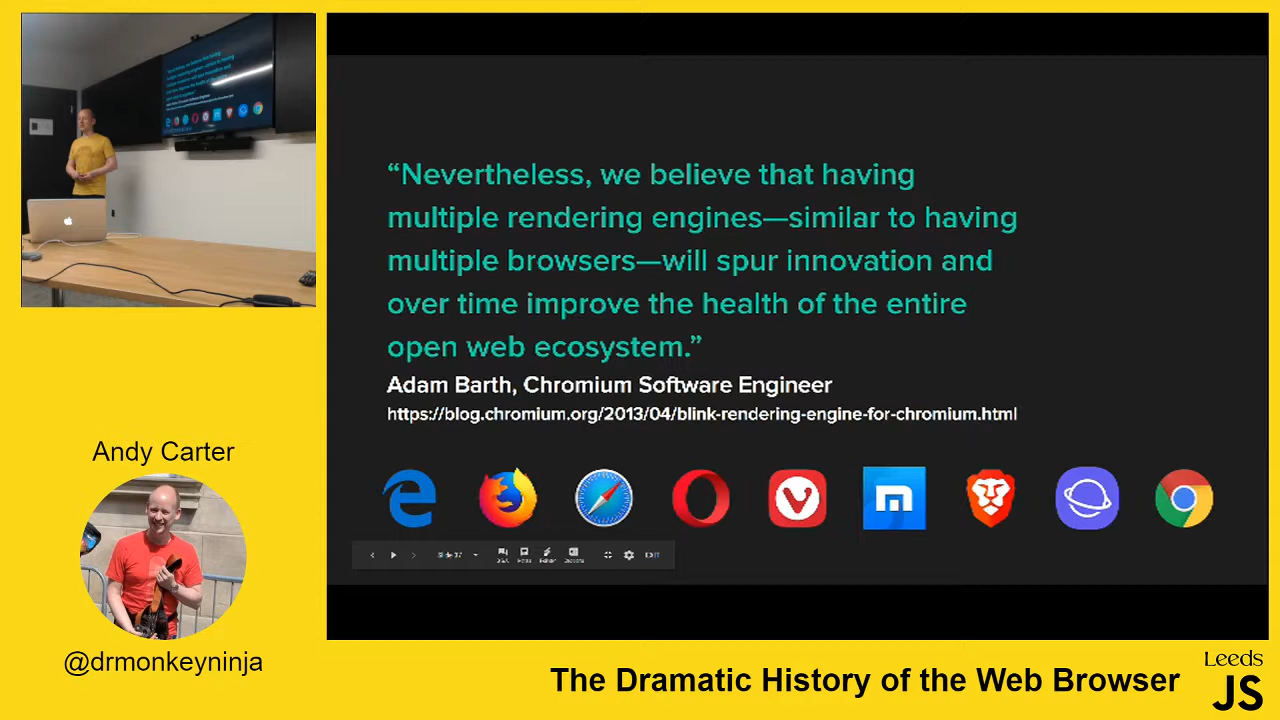 “Nevertheless, we believe that having
multiple rendering engines—similar to having
multiple browsers—will spur innovation and
over time improve the health of the entire
open web ecosystem.”
Adam Barth, Chromium Software Engineer
https://blog.chromium.org/2013/04/blink-rendering-engine-for-chromium.html
Andy Carter
@drmonkeyninja
The Dramatic History of the Web Browser
Leeds
JS